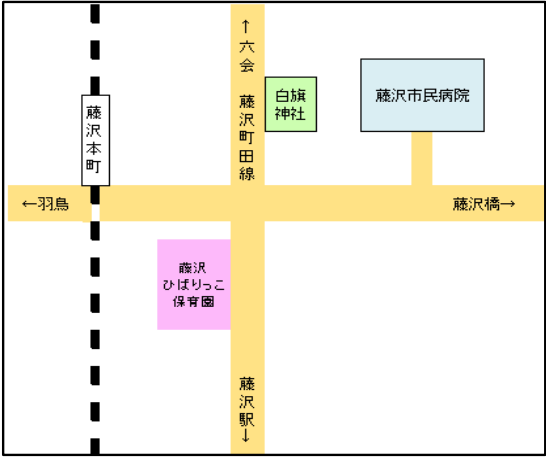 ↑六会 藤沢町田線
白旗
神社
藤沢市民病院
藤沢本町
←羽鳥
藤沢橋→
藤沢
ひばりっこ
保育園
藤沢駅↓